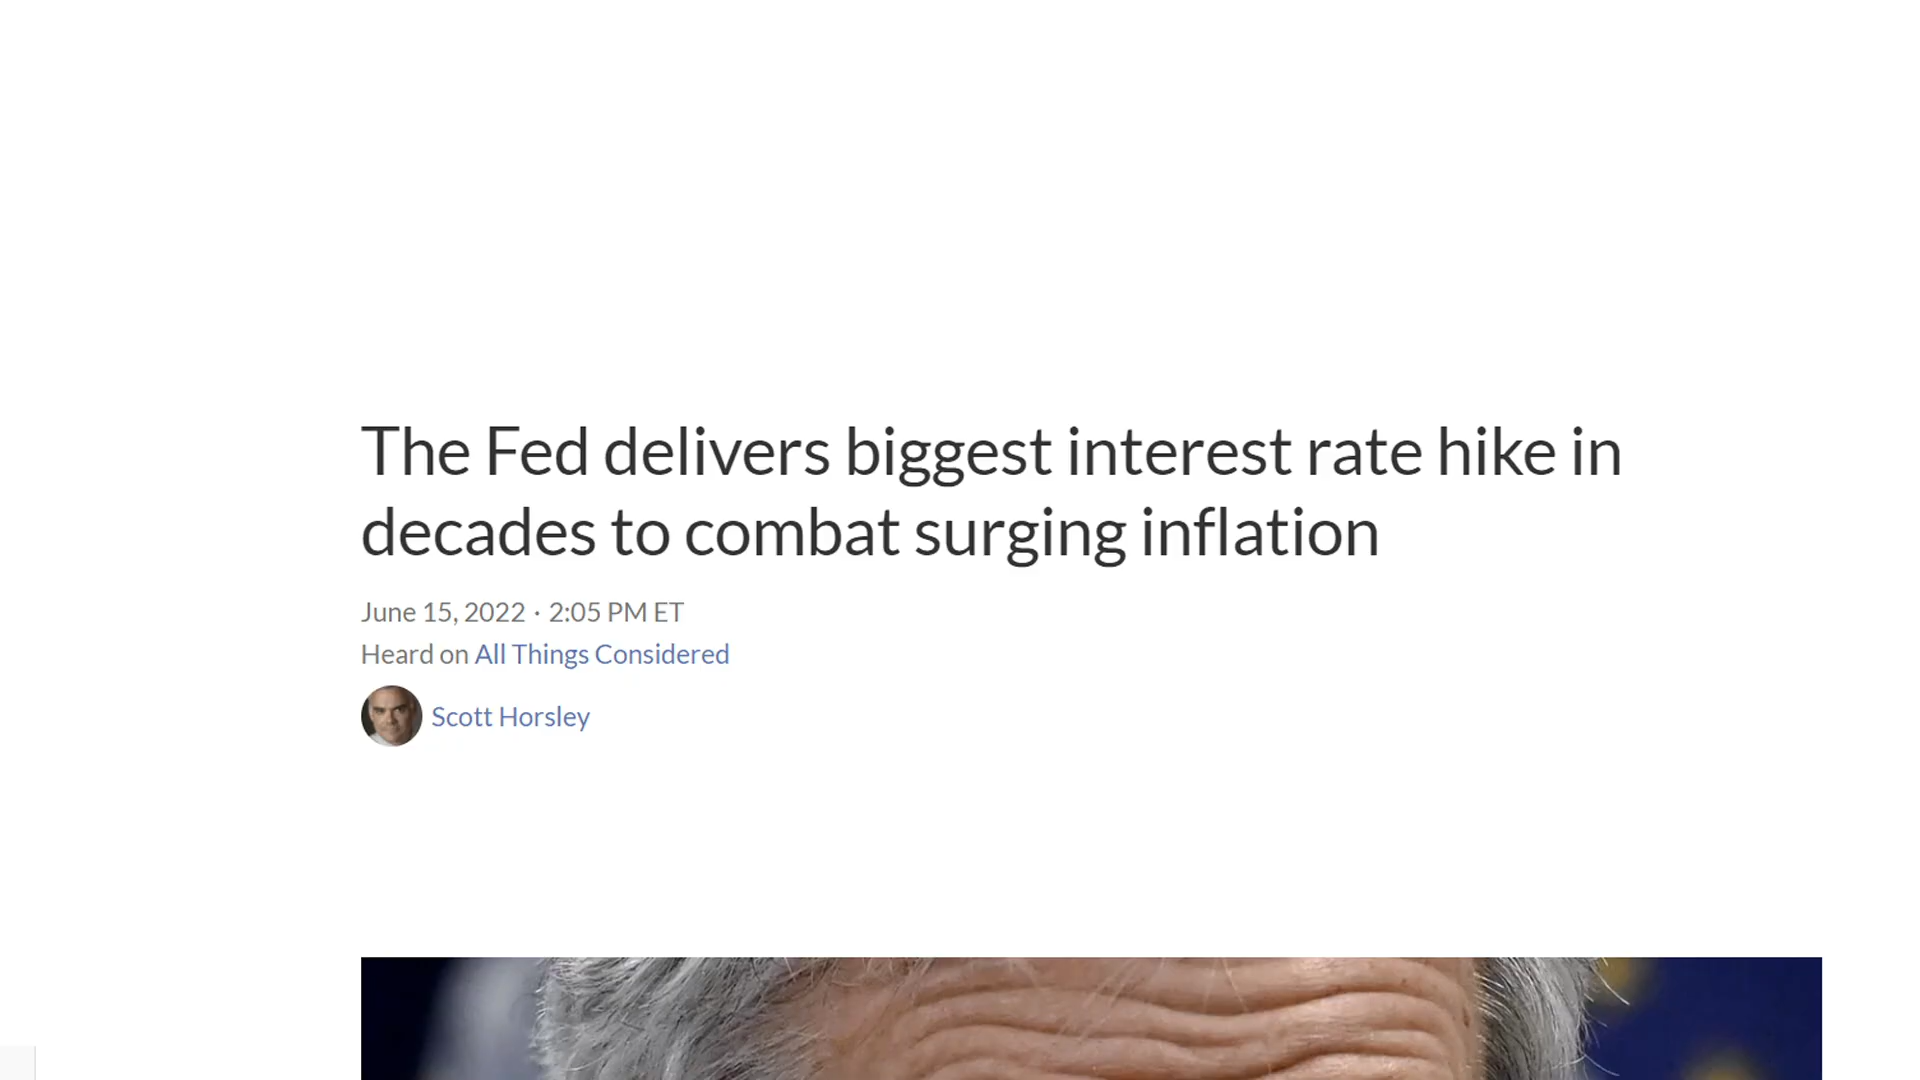 The Fed delivers biggest interest rate hike in
decades to combat surging inflation
June 15, 2022 · 2:05 PM ET
Heard on All Things Considered
Scott Horsley